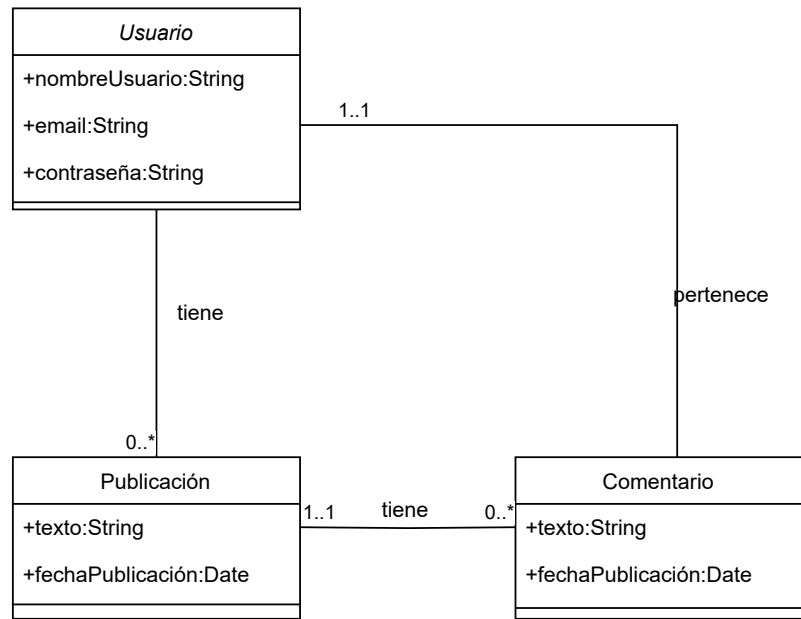 Usuario
+nombreUsuario:String
+email:String
+contraseña:String
1..1
pertenece
tiene
0..*
Publicación
+texto:String
+fechaPublicación:Date
1..1
tiene
0..*
Comentario
+texto:String
+fechaPublicación:Date